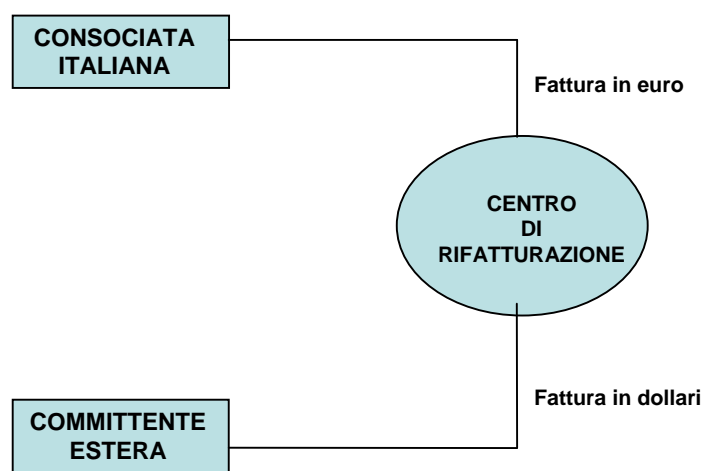 CONSOCIATA
ITALIANA
Fattura in euro
CENTRO
DI
RIFATTURAZIONE
Fattura in dollari
COMMITTENTE
ESTERA